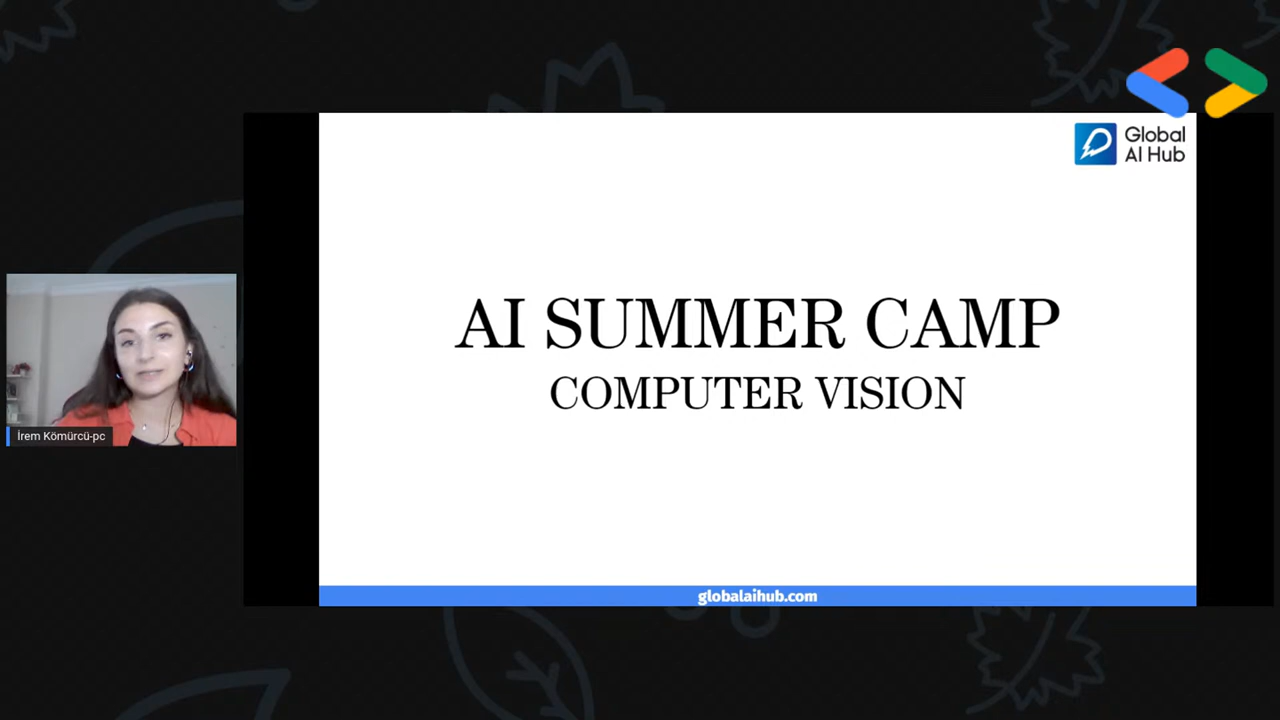 Global
AI Hub
AI SUMMER CAMP
COMPUTER VISION
İrem Kömürcü-pc
globalaihub.com